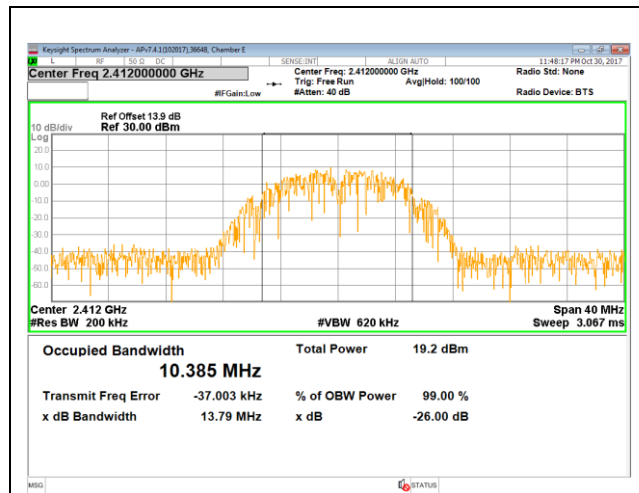 Keysight Spectrum Analyzer - APv7.4.1(102017),36648, Chamber E
L RF 50 Ω DC SENSE:INT ALIGN AUTO 11:48:17 PM Oct 30, 2017
Center Freq 2.412000000 GHz Center Freq: 2.412000000 GHz Radio Std: None
Trig: Free Run Avg|Hold: 100/100
#IFGain:Low #Atten: 40 dB Radio Device: BTS
Ref Offset 13.9 dB
10 dB/div Ref 30.00 dBm
Log
20.0
10.0
0.00
-10.0
-20.0
-30.0
-40.0
-50.0
-60.0
Center 2.412 GHz Span 40 MHz
#Res BW 200 kHz #VBW 620 kHz Sweep 3.067 ms
Occupied Bandwidth Total Power 19.2 dBm
10.385 MHz
Transmit Freq Error -37.003 kHz % of OBW Power 99.00 %
x dB Bandwidth 13.79 MHz x dB -26.00 dB
MSG STATUS